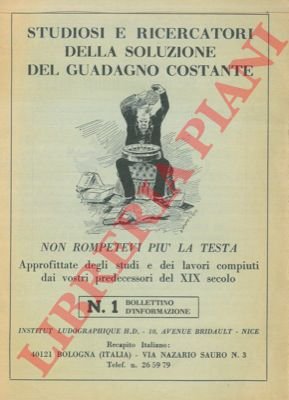 STUDIOSI E RICERCATORI
DELLA SOLUZIONE
DEL GUADAGNO COSTANTE
NON ROMPETEVI PIU' LA TESTA
Approfittate degli studi e dei lavori compiuti
dai vostri predecessori del XIX secolo
N. 1 BOLLETTINO
D'INFORMAZIONE
INSTITUT LUDOGRAPHIQUE H.D. - 10, AVENUE BRIDAULT - NICE
Recapito Italiano:
40121 BOLOGNA (ITALIA) - VIA NAZARIO SAURO N. 3
Telef. n. 26 59 79
LIBRERIA PIANI